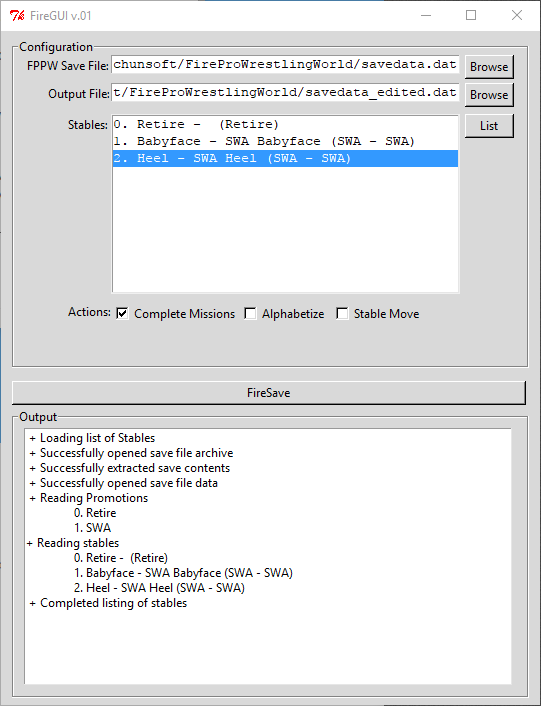 FireGUI v.01
Configuration
FPPW Save File: chunsoft/FireProWrestlingWorld/savedata.dat Browse
Output File: t/FireProWrestlingWorld/savedata_edited.dat Browse
Stables: 0. Retire -  (Retire) List
1. Babyface - SWA Babyface (SWA - SWA)
2. Heel - SWA Heel (SWA - SWA)
Actions: Complete Missions Alphabetize Stable Move
FireSave
Output
+ Loading list of Stables
+ Successfully opened save file archive
+ Successfully extracted save contents
+ Successfully opened save file data
+ Reading Promotions
0. Retire
1. SWA
+ Reading stables
0. Retire -  (Retire)
1. Babyface - SWA Babyface (SWA - SWA)
2. Heel - SWA Heel (SWA - SWA)
+ Completed listing of stables